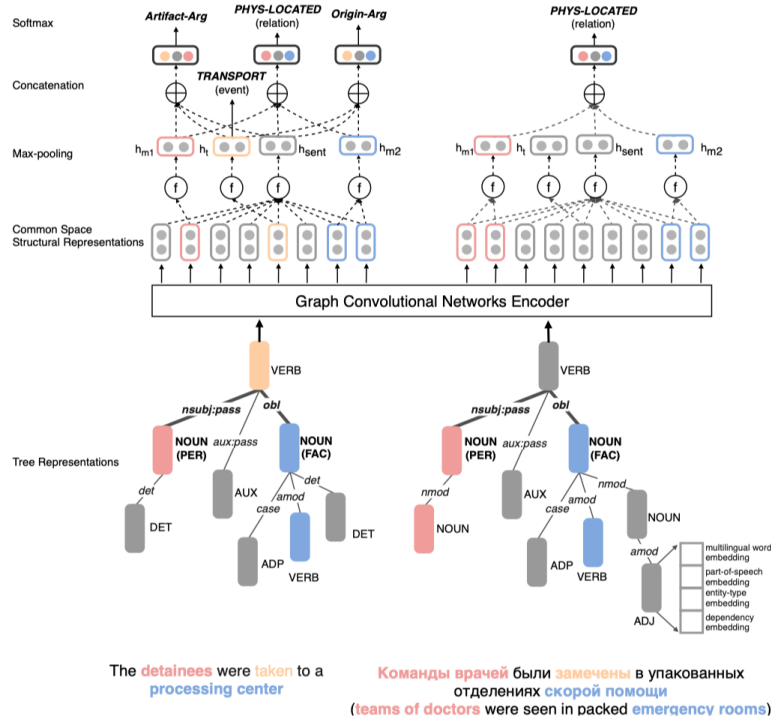 Softmax
Artifact-Arg
PHYS-LOCATED
(relation)
Origin-Arg
PHYS-LOCATED
(relation)
Concatenation
TRANSPORT
(event)
Max-pooling
hm1
ht
hsent
hm2
hm1
ht
hsent
hm2
f
f
f
f
f
f
f
f
Common Space
Structural Representations
Graph Convolutional Networks Encoder
Tree Representations
VERB
nsubj:pass
obl
NOUN
(PER)
aux:pass
NOUN
(FAC)
det
DET
AUX
case
amod
det
ADP
VERB
DET
VERB
nsubj:pass
obl
NOUN
(PER)
aux:pass
NOUN
(FAC)
nmod
NOUN
AUX
case
amod
nmod
ADP
VERB
NOUN
amod
ADJ
multilingual word
embedding
part-of-speech
embedding
entity-type
embedding
dependency
embedding
The detainees were taken to a
processing center
Команды врачей были замечены в упакованных
отделениях скорой помощи
(teams of doctors were seen in packed emergency rooms)